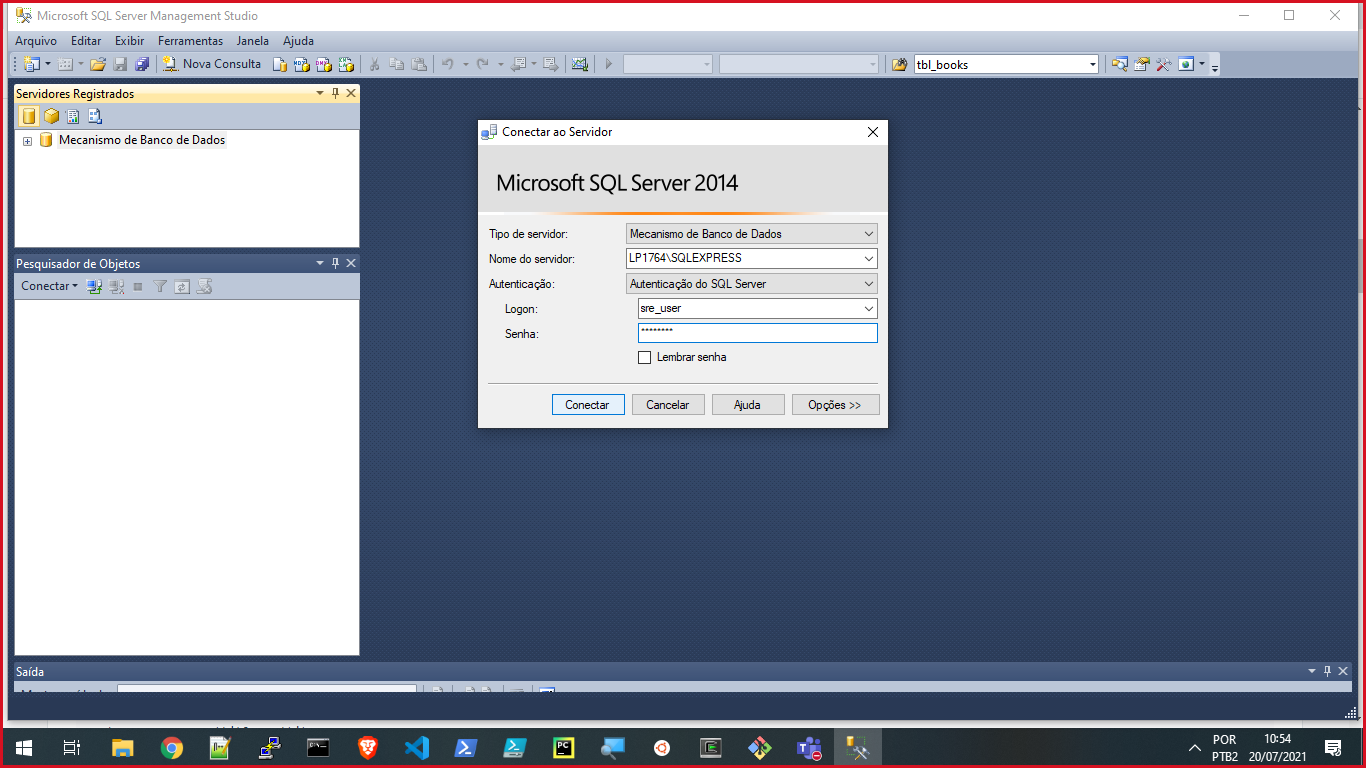 Microsoft SQL Server Management Studio
Arquivo Editar Exibir Ferramentas Janela Ajuda
Nova Consulta
tbl_books
Servidores Registrados
Mecanismo de Banco de Dados
Pesquisador de Objetos
Conectar
Conectar ao Servidor
Microsoft SQL Server 2014
Tipo de servidor: Mecanismo de Banco de Dados
Nome do servidor: LP1764\SQLEXPRESS
Autenticação: Autenticação do SQL Server
Logon: sre_user
Senha: ********
Lembrar senha
Conectar Cancelar Ajuda Opções >>
Saída
POR
PTB2
10:54
20/07/2021